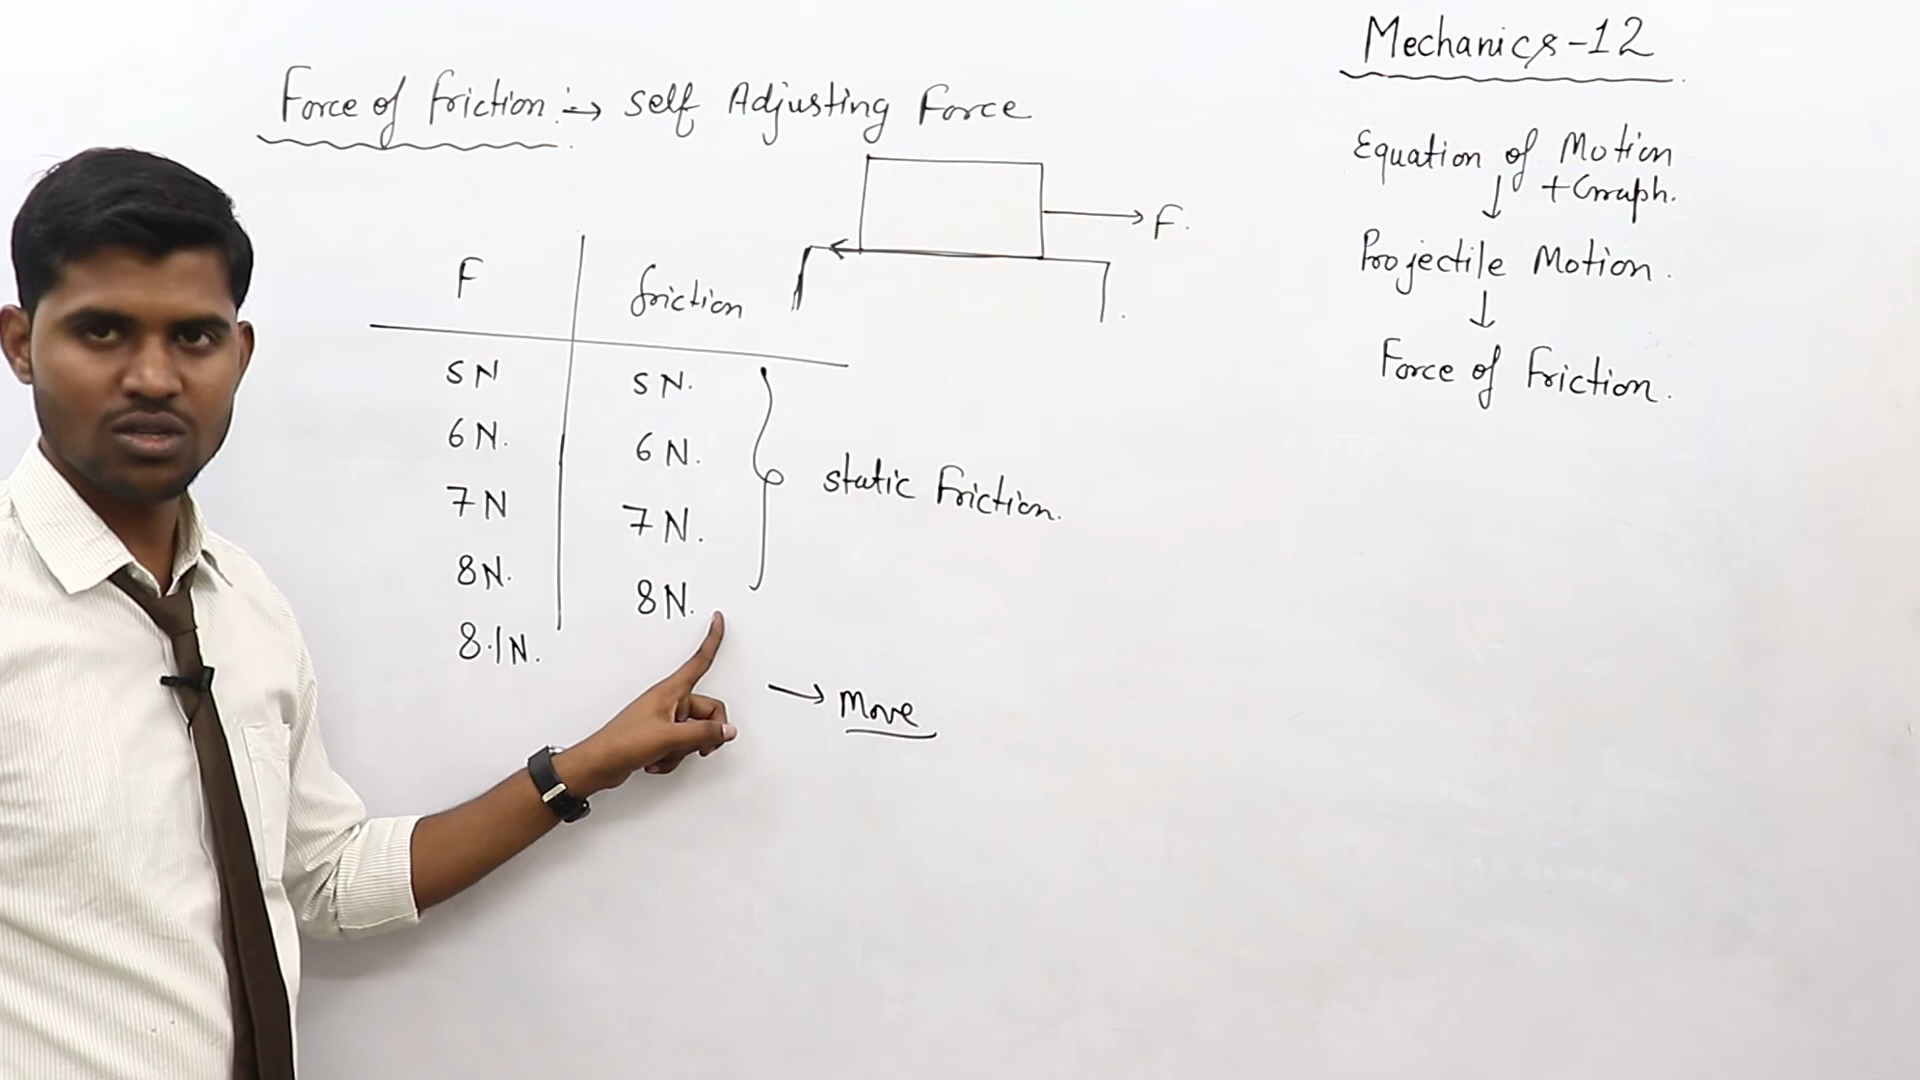 Force of friction :→ Self Adjusting Force
F.
F friction
5N 5N.
6N. 6N.
7N 7N.
8N. 8N.
8.1N.
static Friction.
→ Move
Mechanics-12
Equation of Motion
↓ +Graph.
Projectile Motion.
↓
Force of Friction.